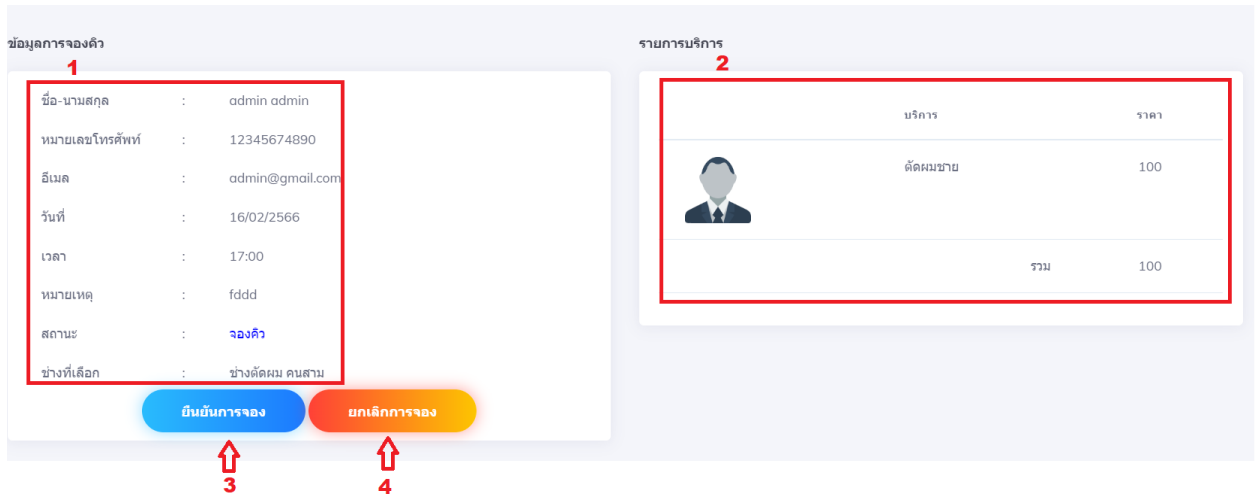 ข้อมูลการจองคิว
1
ชื่อ-นามสกุล : admin admin
หมายเลขโทรศัพท์ : 12345674890
อีเมล : admin@gmail.com
วันที่ : 16/02/2566
เวลา : 17:00
หมายเหตุ : fddd
สถานะ : จองคิว
ช่างที่เลือก : ช่างตัดผม คนสาม
ยืนยันการจอง ยกเลิกการจอง
3 4
รายการบริการ
2
บริการ ราคา
ตัดผมชาย 100
รวม 100